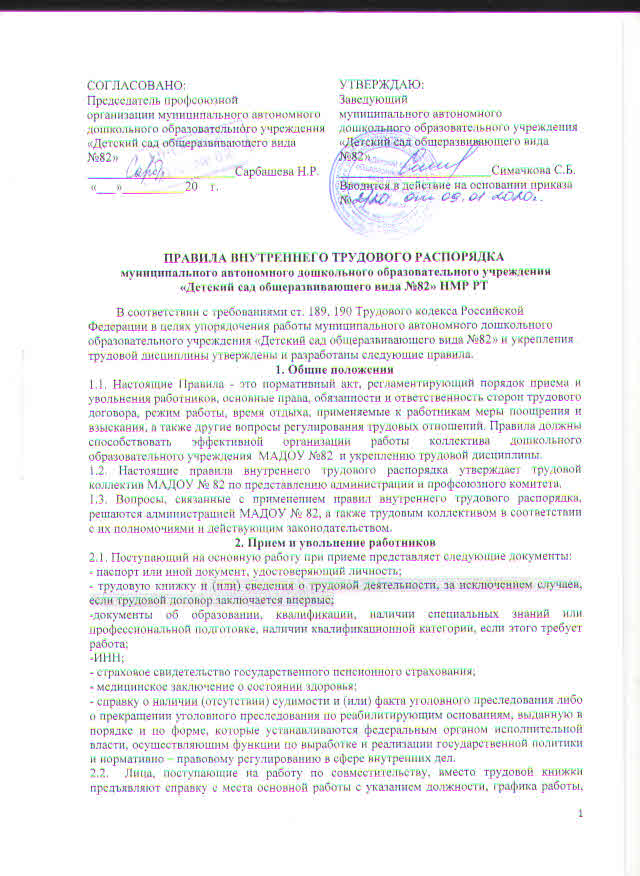 СОГЛАСОВАНО:
Председатель профсоюзной
организации муниципального автономного
дошкольного образовательного учреждения
«Детский сад общеразвивающего вида
№82»
Сарбашева Н.Р.
«___»__________20 г.
УТВЕРЖДАЮ:
Заведующий
муниципального автономного
дошкольного образовательного учреждения
«Детский сад общеразвивающего вида
№82»
Симачкова С.Б.
Вводится в действие на основании приказа
№ 2/20 от 09.01 2020г.
ПРАВИЛА ВНУТРЕННЕГО ТРУДОВОГО РАСПОРЯДКА
муниципального автономного дошкольного образовательного учреждения
«Детский сад общеразвивающего вида №82» НМР РТ
В соответствии с требованиями ст. 189, 190 Трудового кодекса Российской
Федерации в целях упорядочения работы муниципального автономного дошкольного
образовательного учреждения «Детский сад общеразвивающего вида №82» и укрепления
трудовой дисциплины утверждены и разработаны следующие правила.
1. Общие положения
1.1. Настоящие Правила - это нормативный акт, регламентирующий порядок приема и
увольнения работников, основные права, обязанности и ответственность сторон трудового
договора, режим работы, время отдыха, применяемые к работникам меры поощрения и
взыскания, а также другие вопросы регулирования трудовых отношений. Правила должны
способствовать эффективной организации работы коллектива дошкольного
образовательного учреждения МАДОУ №82 и укреплению трудовой дисциплины.
1.2. Настоящие правила внутреннего трудового распорядка утверждает трудовой
коллектив МАДОУ № 82 по представлению администрации и профсоюзного комитета.
1.3. Вопросы, связанные с применением правил внутреннего трудового распорядка,
решаются администрацией МАДОУ № 82, а также трудовым коллективом в соответствии
с их полномочиями и действующим законодательством.
2. Прием и увольнение работников
2.1. Поступающий на основную работу при приеме представляет следующие документы:
- паспорт или иной документ, удостоверяющий личность;
- трудовую книжку и (или) сведения о трудовой деятельности, за исключением случаев,
если трудовой договор заключается впервые;
-документы об образовании, квалификации, наличии специальных знаний или
профессиональной подготовке, наличии квалификационной категории, если этого требует
работа;
-ИНН;
- страховое свидетельство государственного пенсионного страхования;
- медицинское заключение о состоянии здоровья;
- справку о наличии (отсутствии) судимости и (или) факта уголовного преследования либо
о прекращении уголовного преследования по реабилитирующим основаниям, выданную в
порядке и по форме, которые устанавливаются федеральным органом исполнительной
власти, осуществляющим функции по выработке и реализации государственной политики
и нормативно – правовому регулированию в сфере внутренних дел.
2.2. Лица, поступающие на работу по совместительству, вместо трудовой книжки
предъявляют справку с места основной работы с указанием должности, графика работы,
1